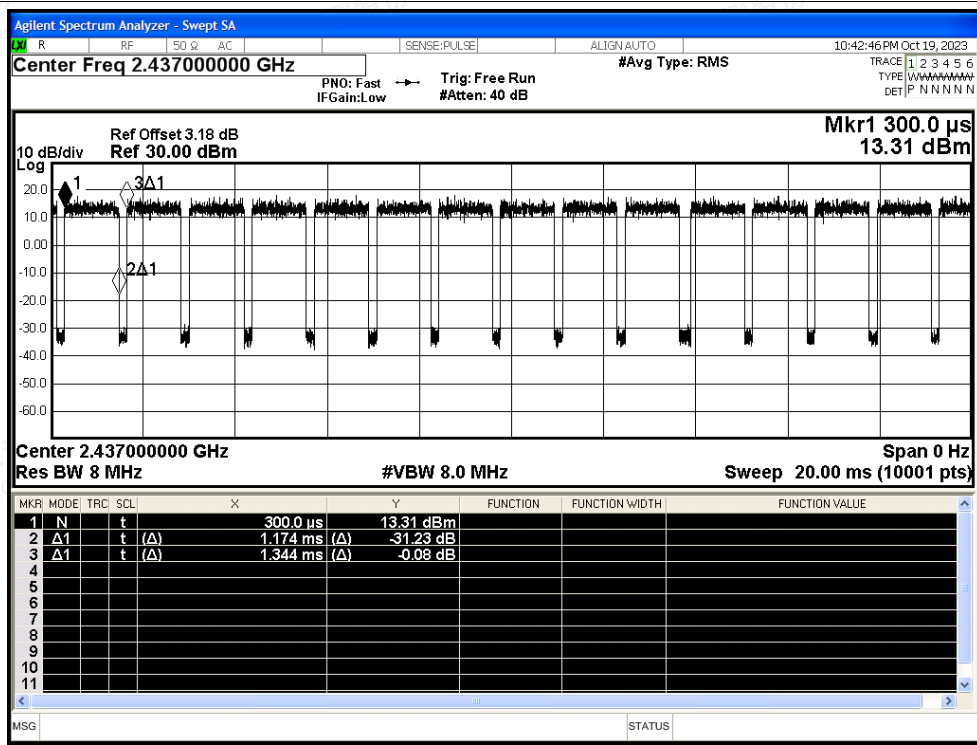 Agilent Spectrum Analyzer - Swept SA
LXI R RF 50 Ω AC SENSE:PULSE ALIGN AUTO 10:42:46 PM Oct 19, 2023
Center Freq 2.437000000 GHz #Avg Type: RMS TRACE 1 2 3 4 5 6
PNO: Fast Trig: Free Run TYPE
IFGain:Low #Atten: 40 dB DET P N N N N N
Mkr1 300.0 µs
Ref Offset 3.18 dB
10 dB/div Ref 30.00 dBm 13.31 dBm
Log
20.0
10.0
0.00
-10.0
-20.0
-30.0
-40.0
-50.0
-60.0
1
3Δ1
2Δ1
Center 2.437000000 GHz Span 0 Hz
Res BW 8 MHz #VBW 8.0 MHz Sweep 20.00 ms (10001 pts)
MKR MODE TRC SCL X Y FUNCTION FUNCTION WIDTH FUNCTION VALUE
1 N t 300.0 µs 13.31 dBm
2 Δ1 t (Δ) 1.174 ms (Δ) -31.23 dB
3 Δ1 t (Δ) 1.344 ms (Δ) -0.08 dB
4
5
6
7
8
9
10
11
MSG STATUS